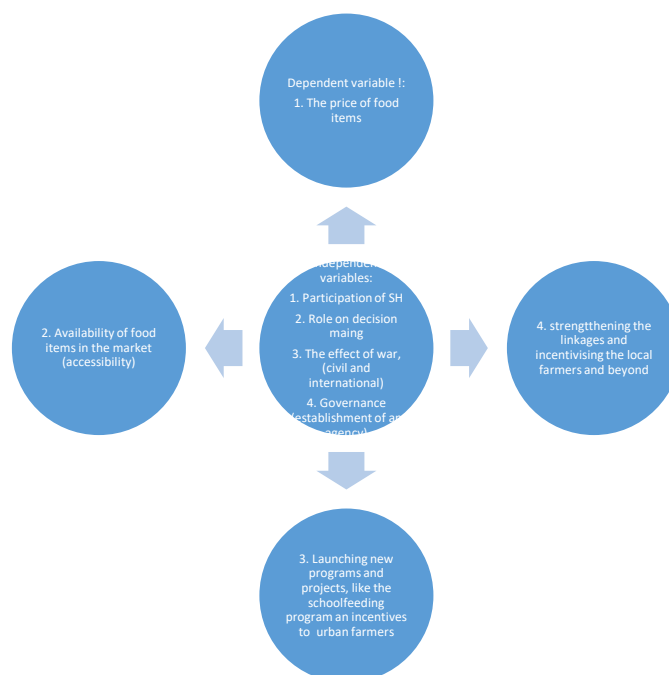 Dependent variable !:
1. The price of food
items
2. Availability of food
items in the market
(accessibility)
variables:
1. Participation of SH
2. Role on decision
maing
3. The effect of war,
(civil and
international)
4. Governance
(establishment of an
agency)
4. strengtthening the
linkages and
incentivising the local
farmers and beyond
3. Launching new
programs and
projects, like the
schoolfeeding
program an incentives
to urban farmers